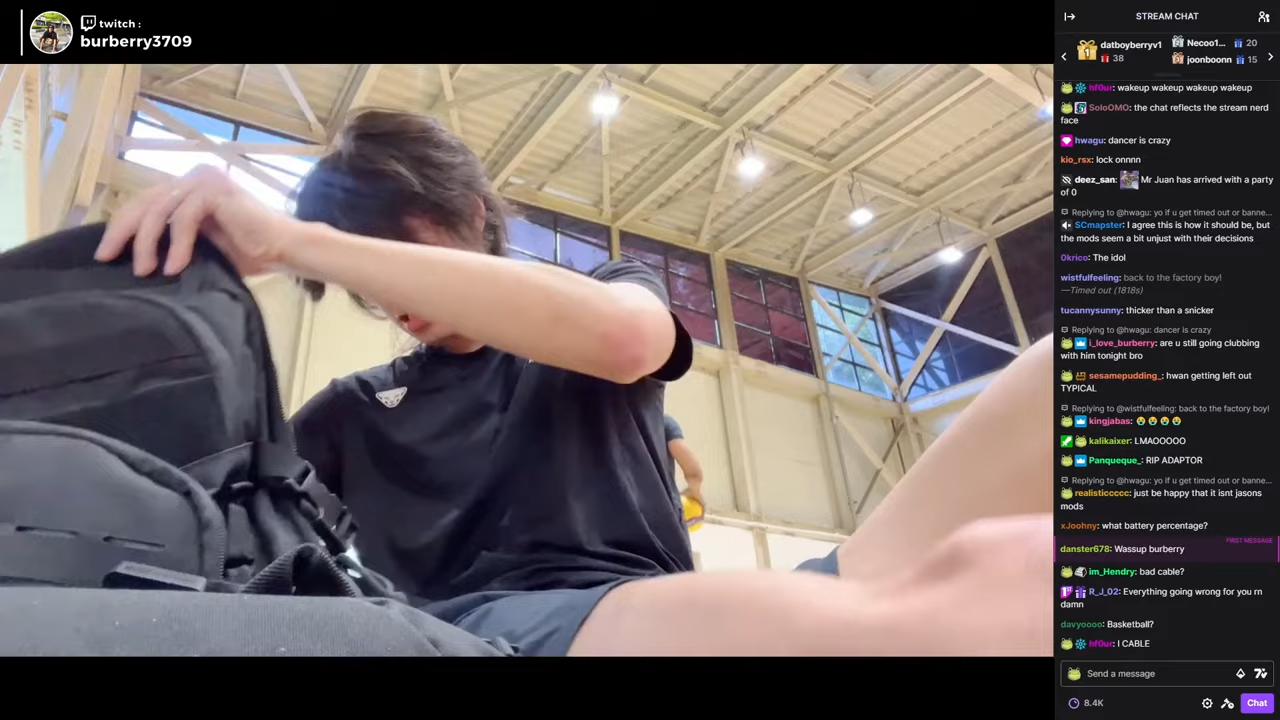 twitch :
burberry3709
STREAM CHAT
datboyberryv1
38
Necoo1... 20
joonboonn 15
hf0ur: wakeup wakeup wakeup wakeup
SoloOMO: the chat reflects the stream nerd
face
hwagu: dancer is crazy
kio_rsx: lock onnnn
deez_san: Mr Juan has arrived with a party
of 0
Replying to @hwagu: yo if u get timed out or banne...
SCmapster: I agree this is how it should be, but
the mods seem a bit unjust with their decisions
0krico: The idol
wistfulfeeling: back to the factory boy!
—Timed out (1818s)
tucannysunny: thicker than a snicker
Replying to @hwagu: dancer is crazy
i_love_burberry: are u still going clubbing
with him tonight bro
sesamepudding_: hwan getting left out
TYPICAL
Replying to @wistfulfeeling: back to the factory boy!
kingjabas: 😭 😭 😭 😭
kalikaixer: LMAOOOOO
Panqueque_: RIP ADAPTOR
Replying to @hwagu: yo if u get timed out or banne...
realisticcccc: just be happy that it isnt jasons
mods
xJoohny: what battery percentage?
FIRST MESSAGE
danster678: Wassup burberry
im_Hendry: bad cable?
R_J_02: Everything going wrong for you rn
damn
davyoooo: Basketball?
hf0ur: I CABLE
Send a message
8.4K
Chat